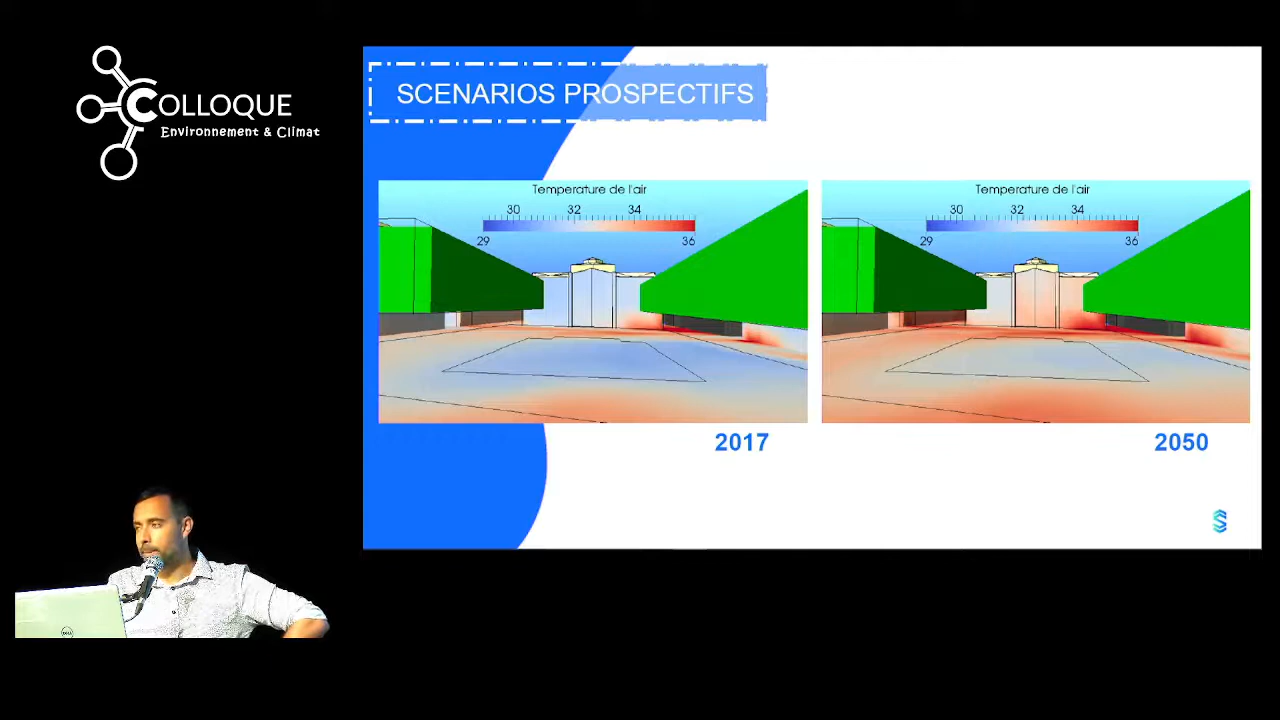 COLLOQUE
Environnement & Climat
SCENARIOS PROSPECTIFS
Temperature de l'air
30 32 34
29 36
Temperature de l'air
30 32 34
29 36
2017
2050
DELL